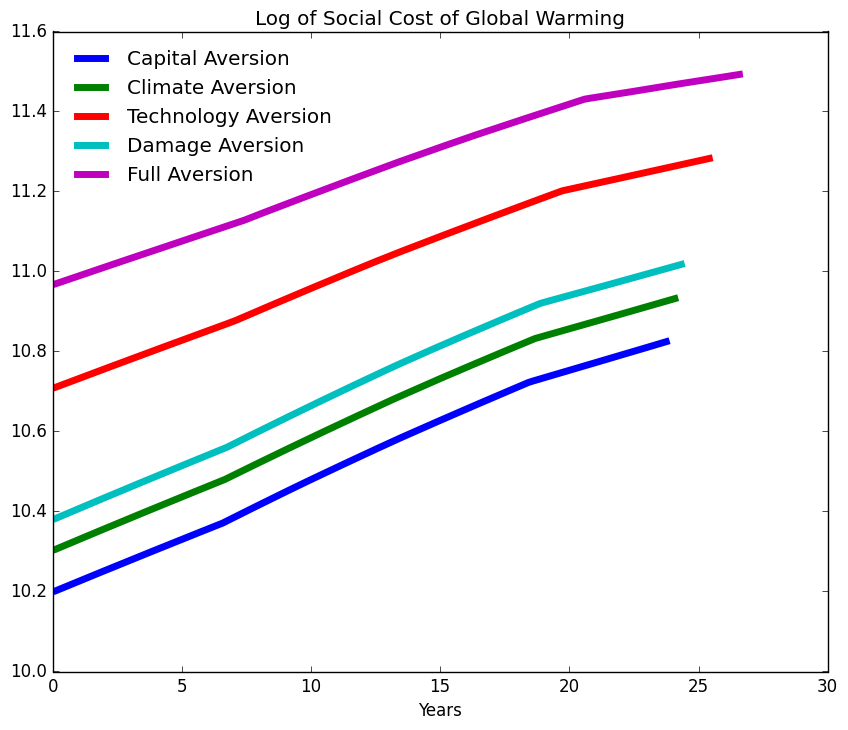 Log of Social Cost of Global Warming
11.6
11.4
11.2
11.0
10.8
10.6
10.4
10.2
10.0
Capital Aversion
Climate Aversion
Technology Aversion
Damage Aversion
Full Aversion
0 5 10 15 20 25 30
Years